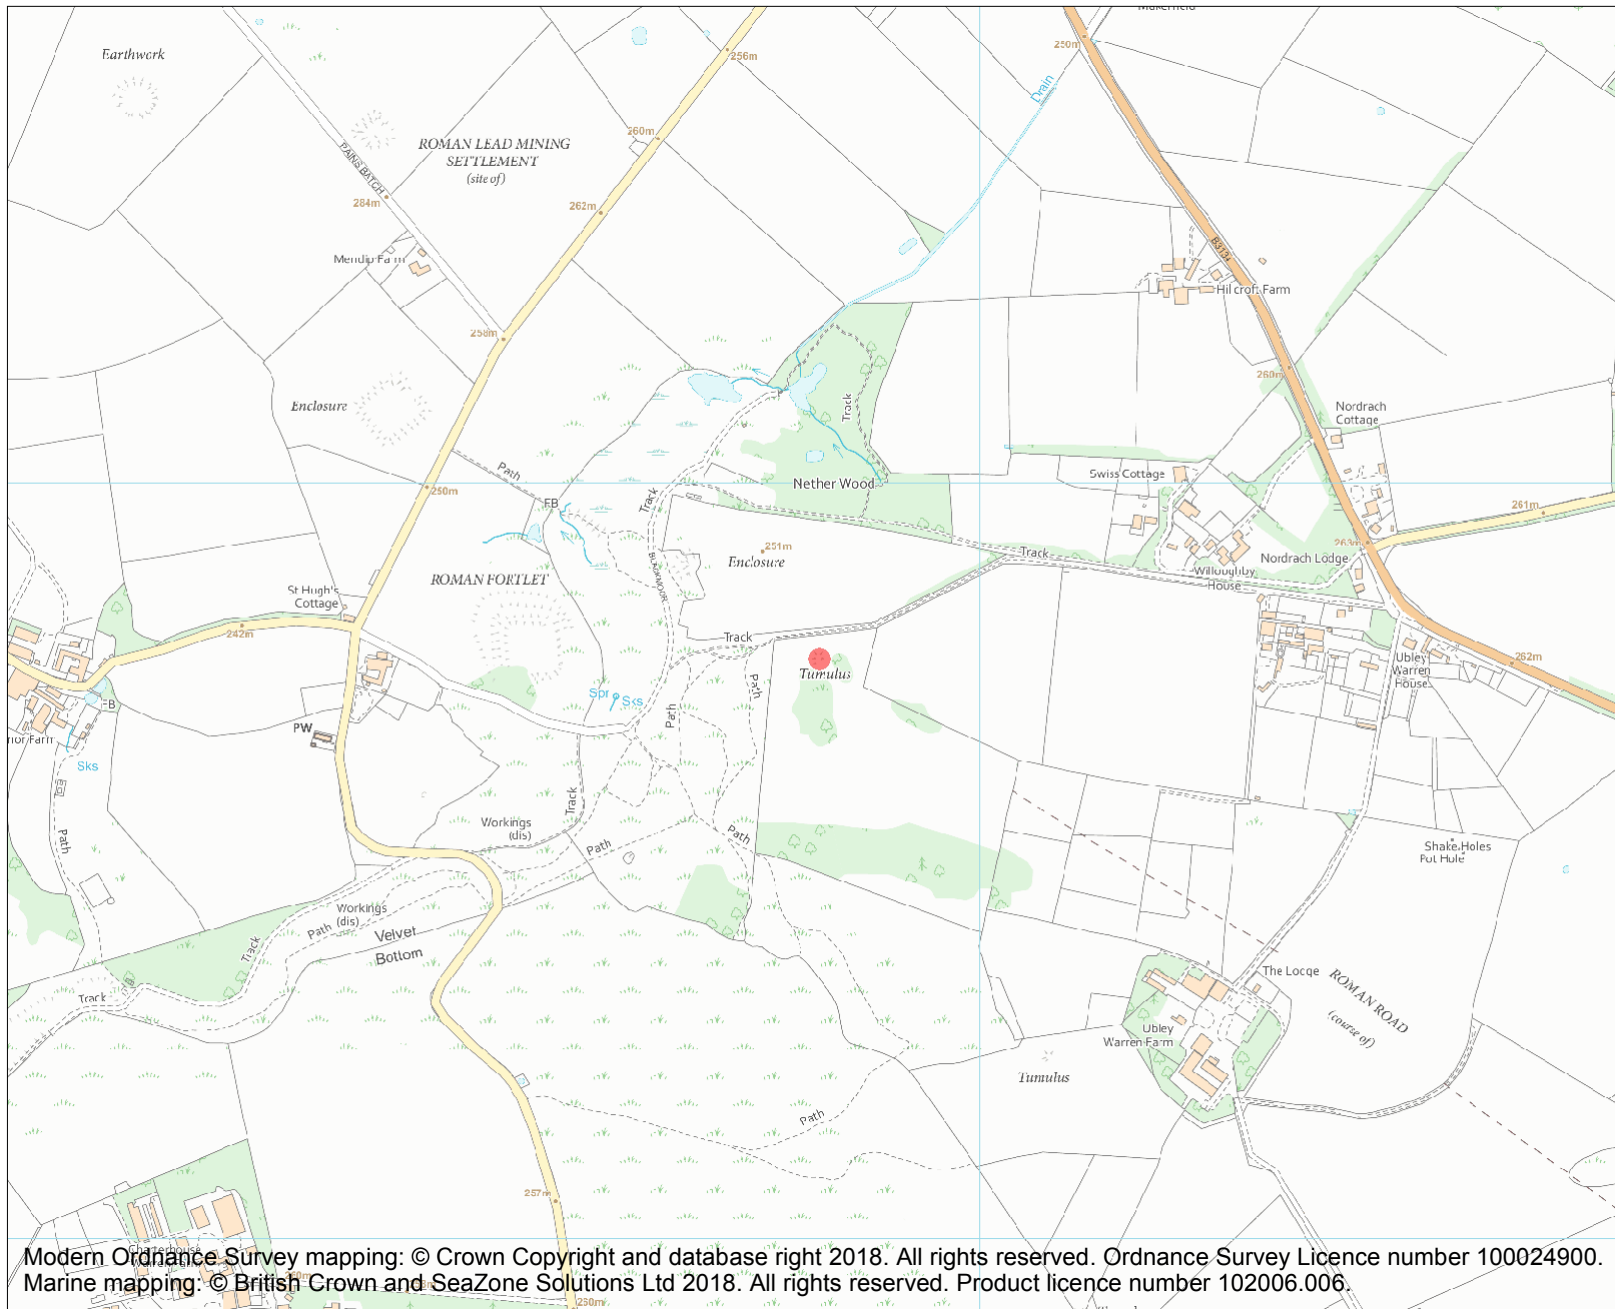 Earthwork
256m
250m
Drain
ROMAN LEAD MINING
SETTLEMENT
(site of)
260m
PAINS BATCH
284m
262m
B3134
Hillcroft Farm
258m
260m
Enclosure
Track
Nordrach
Cottage
Path
Swiss Cottage
Nether Wood
250m
Track
FB
261m
263m
251m
Enclosure
Track
Nordrach Lodge
Willoughby
House
ROMAN FORTLET
BLACKMOOR
St Hugh's
Cottage
242m
Track
Tumulus
Ubley
Warren
House
262m
Path
Path
Spr
Sks
FB
PW
Sks
Track
Workings
(dis)
Path
Path
Path
Shake Holes
Pot Hole
Workings
(dis)
Path
Track
Velvet
Bottom
Track
The Lodge
ROMAN ROAD
(course of)
Ubley
Warren Farm
Tumulus
Path
257m
Modern Ordnance Survey mapping: © Crown Copyright and database right 2018. All rights reserved. Ordnance Survey Licence number 100024900.
Marine mapping: © British Crown and SeaZone Solutions Ltd 2018. All rights reserved. Product licence number 102006.006.
250m